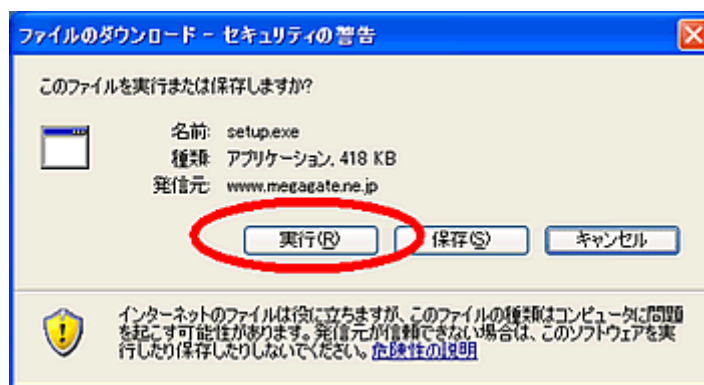 ファイルのダウンロード - セキュリティの警告
このファイルを実行または保存しますか?
名前: setup.exe
種類: アプリケーション, 418 KB
発信元: www.megagate.ne.jp
実行(R) 保存(S) キャンセル
インターネットのファイルは役に立ちますが、このファイルの種類はコンピュータに問題
を起こす可能性があります。発信元が信頼できない場合は、このソフトウェアを実
行したり保存したりしないでください。危険性の説明